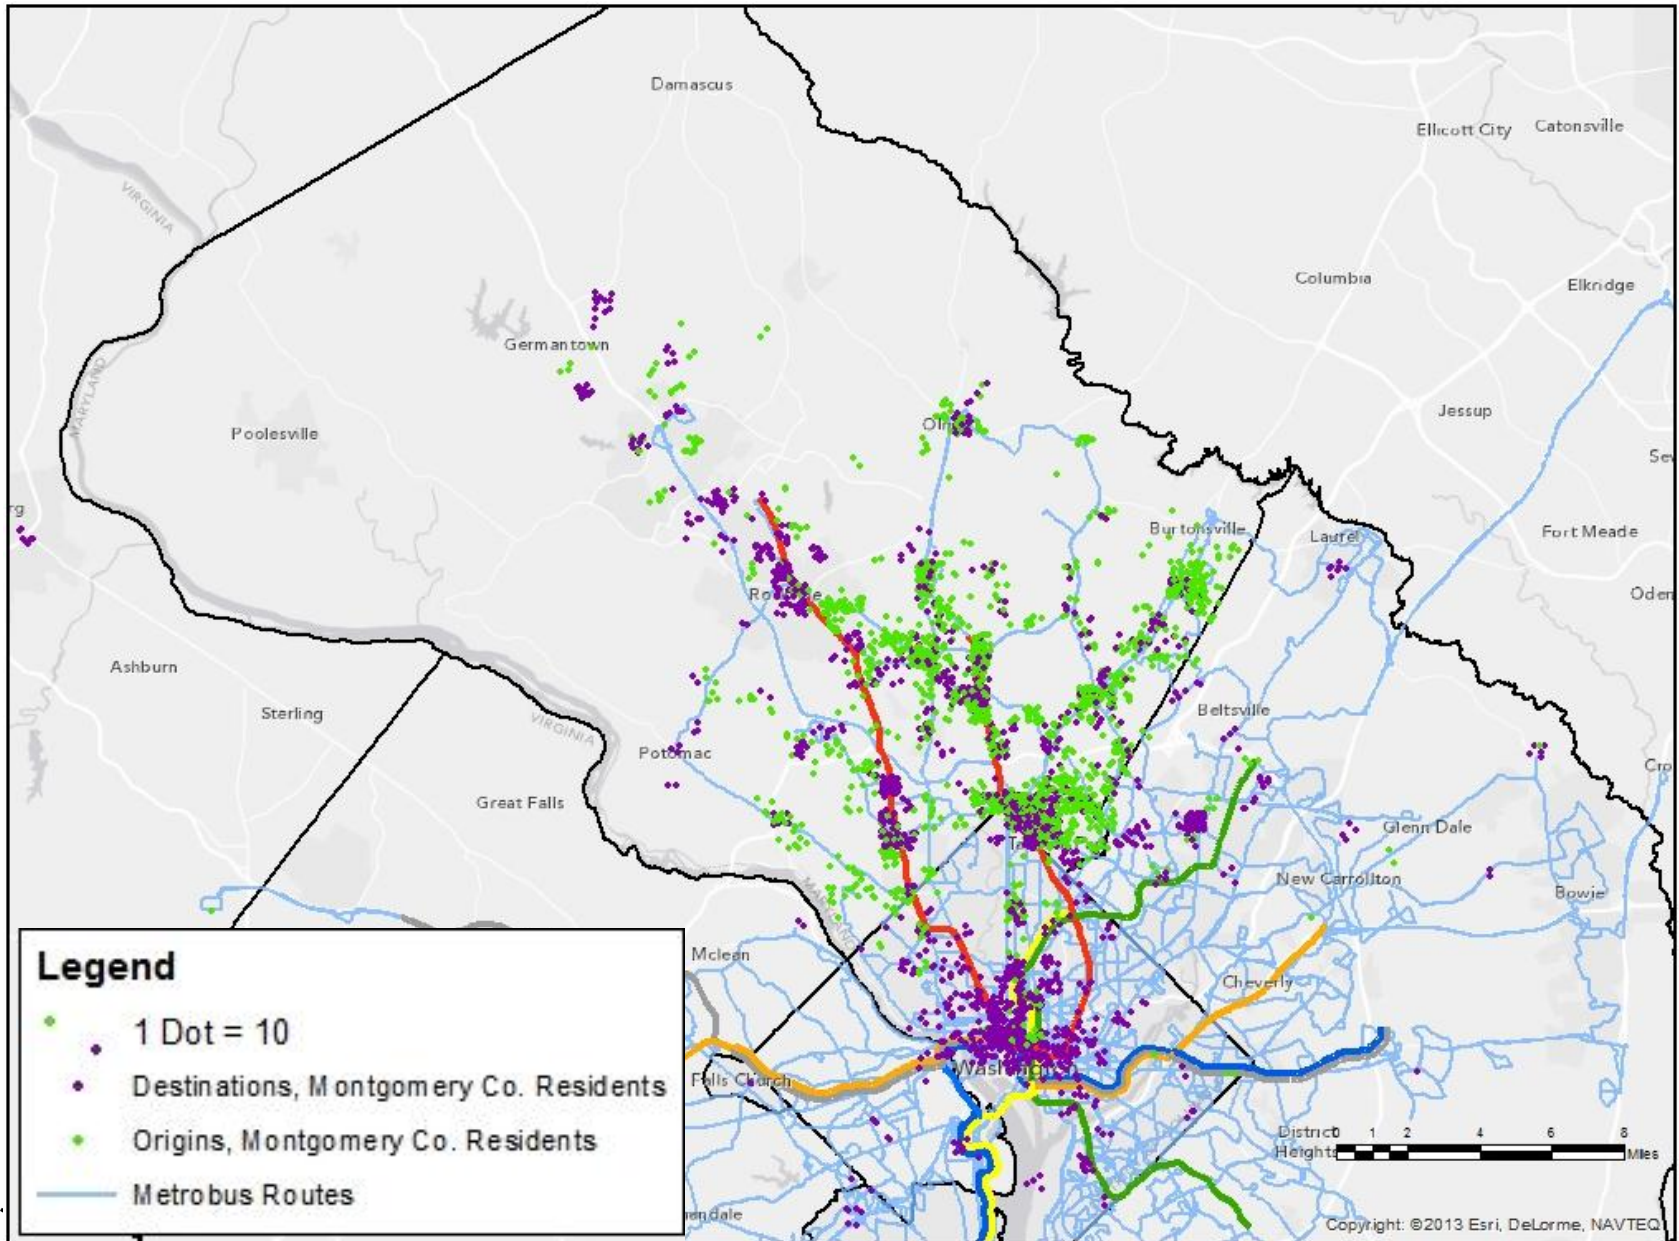 Damascus
Ellicott City
Catonsville
VIRGINIA
Columbia
Elkridge
Germantown
MARYLAND
Poolesville
Jessup
Burtonsville
Laurel
Fort Meade
Ashburn
Sterling
VIRGINIA
Potomac
Beltsville
Great Falls
Glenn Dale
New Carrollton
Bowie
MARYLAND
Mclean
Cheverly
Falls Church
Washington
District
Heights
0 1 2 4 6 8
Miles
Legend
1 Dot = 10
Destinations, Montgomery Co. Residents
Origins, Montgomery Co. Residents
Metrobus Routes
Copyright: ©2013 Esri, DeLorme, NAVTEQ